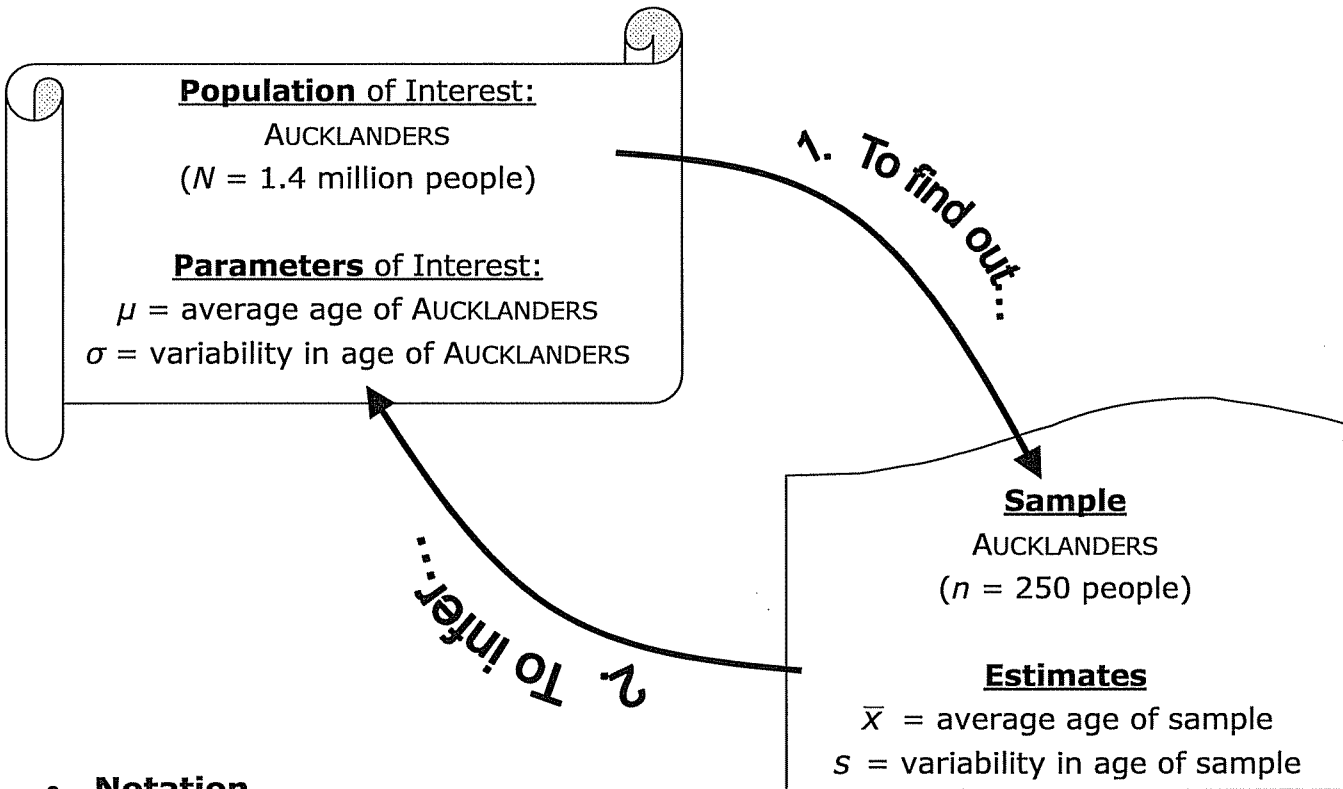 Population of Interest:
AUCKLANDERS
(N = 1.4 million people)
Parameters of Interest:
μ = average age of AUCKLANDERS
σ = variability in age of AUCKLANDERS
1. To find out...
Sample
AUCKLANDERS
(n = 250 people)
2. To infer...
Estimates
x̅ = average age of sample
s = variability in age of sample
• Notation